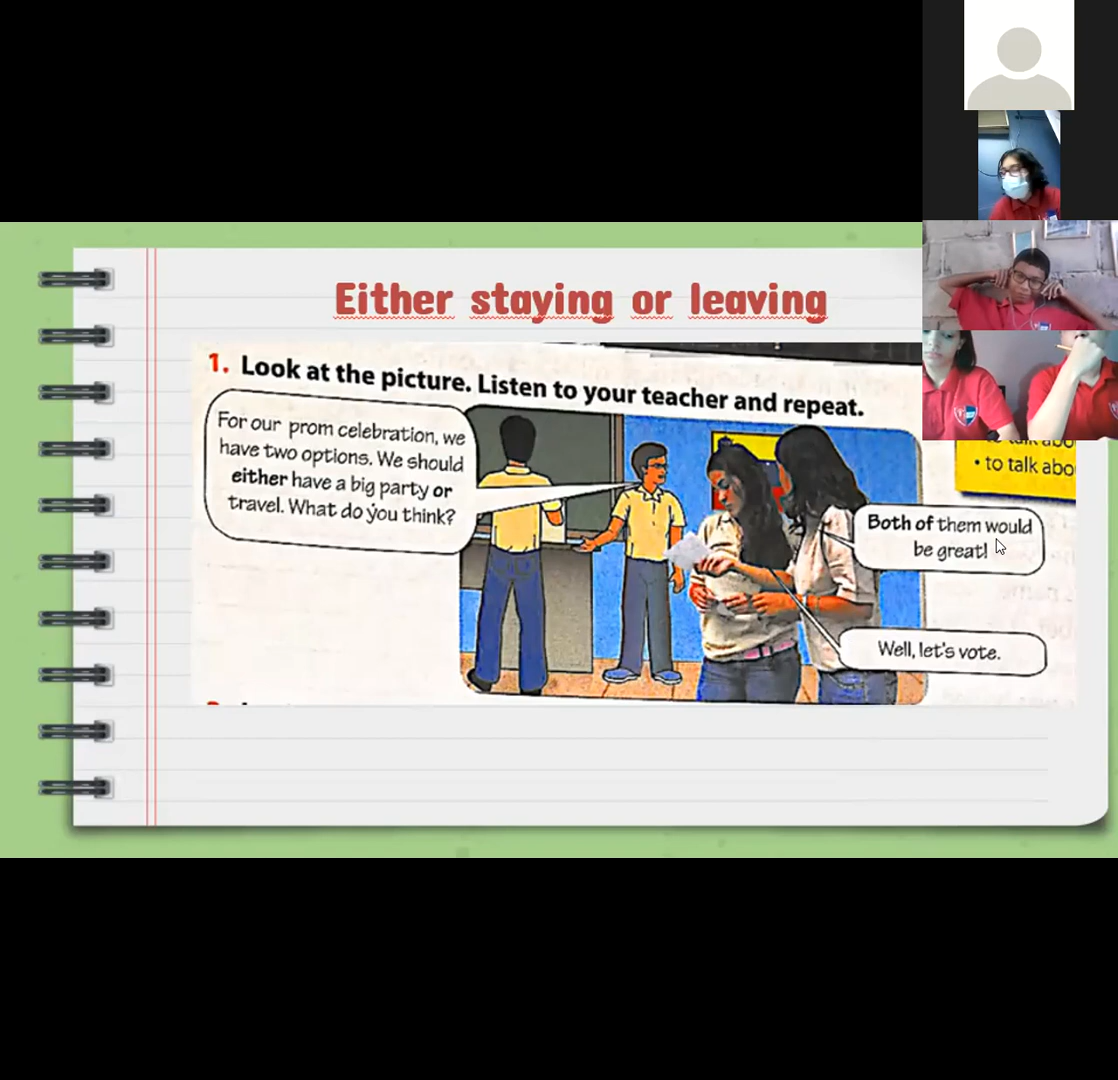 Either staying or leaving
1. Look at the picture. Listen to your teacher and repeat.
For our prom celebration, we
have two options. We should
either have a big party or
travel. What do you think?
• to talk abo
Both of them would
be great!
Well, let's vote.